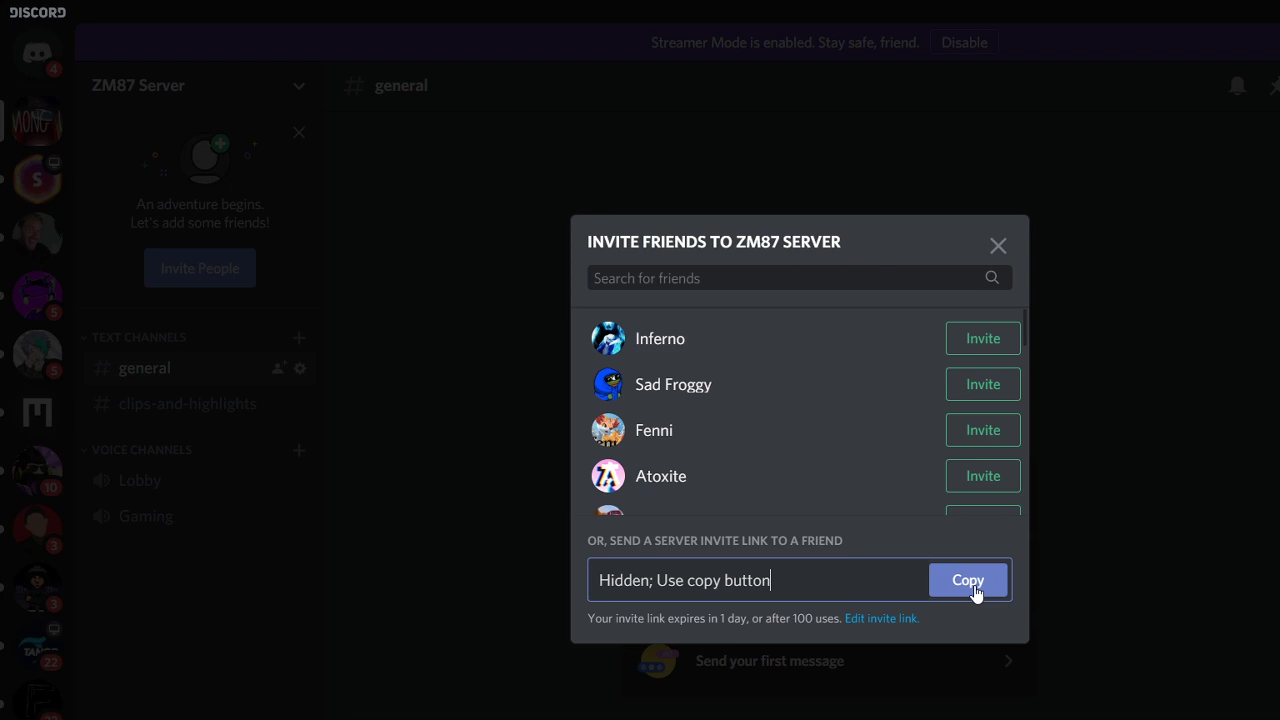 DISCORD
Streamer Mode is enabled. Stay safe, friend. Disable
4
ZM87 Server
# general
S
An adventure begins.
Let's add some friends!
Invite People
5
5
10
3
3
22
TEXT CHANNELS
# general
# clips-and-highlights
VOICE CHANNELS
Lobby
Gaming
INVITE FRIENDS TO ZM87 SERVER
Search for friends
Inferno Invite
Sad Froggy Invite
Fenni Invite
Atoxite Invite
OR, SEND A SERVER INVITE LINK TO A FRIEND
Hidden; Use copy button Copy
Your invite link expires in 1 day, or after 100 uses. Edit invite link.
Send your first message